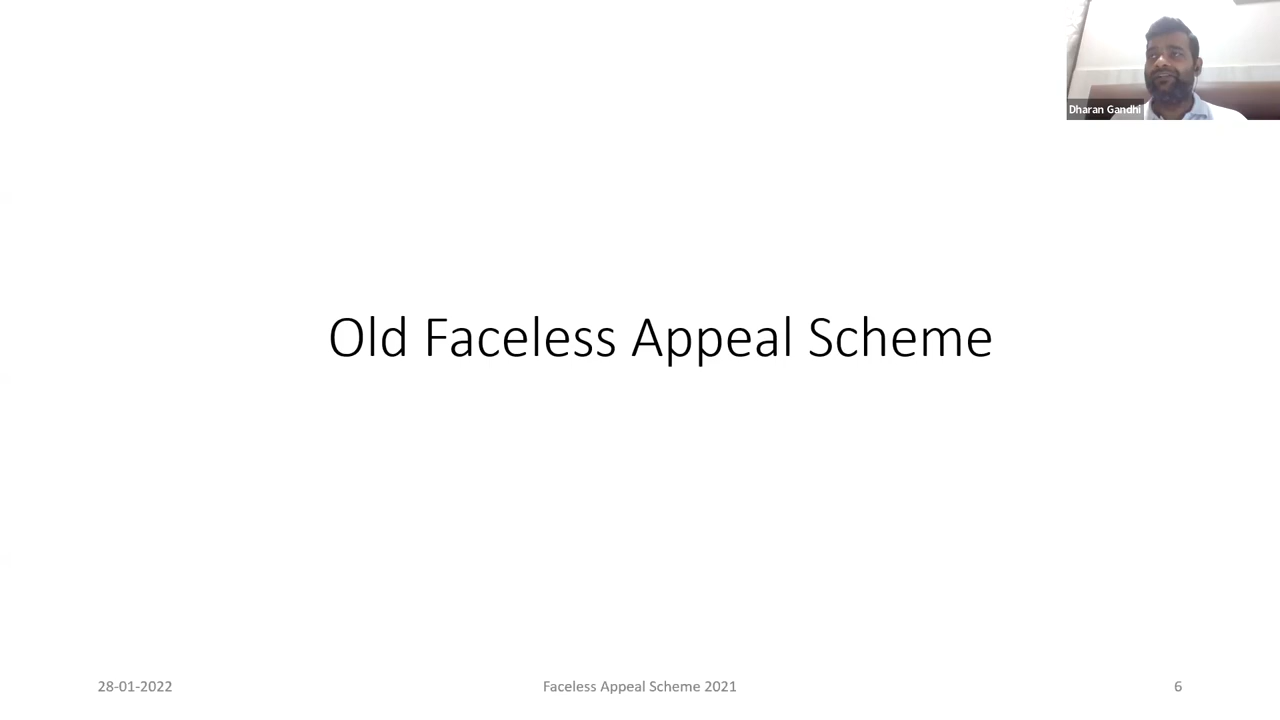 Dharan Gandhi
Old Faceless Appeal Scheme
28-01-2022
Faceless Appeal Scheme 2021
6